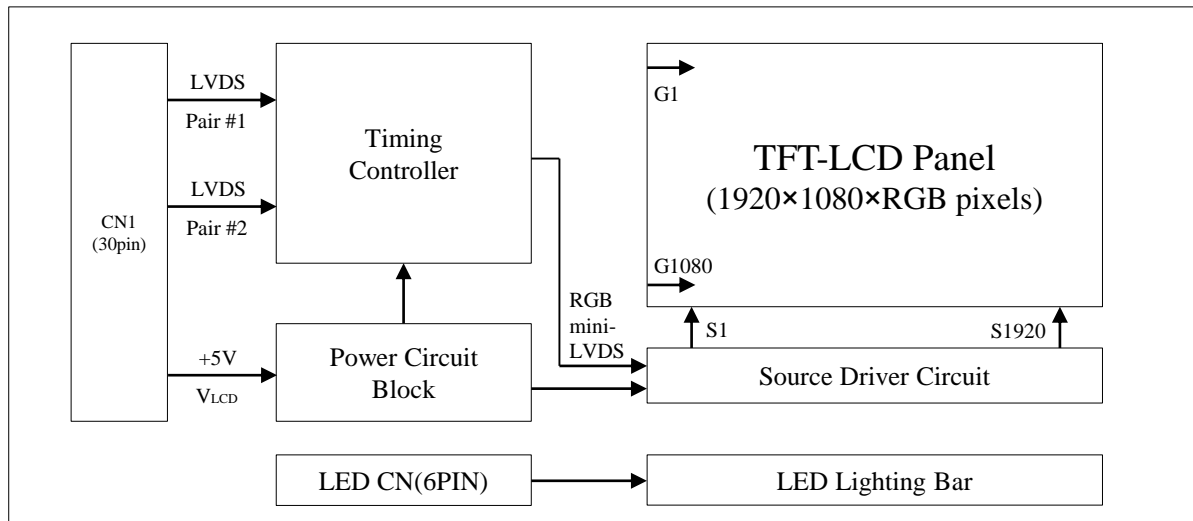 CN1
(30pin)
LVDS
Pair #1
LVDS
Pair #2
+5V
VLCD
Timing
Controller
Power Circuit
Block
RGB
mini-
LVDS
TFT-LCD Panel
(1920×1080×RGB pixels)
G1
G1080
S1
S1920
Source Driver Circuit
LED CN(6PIN)
LED Lighting Bar